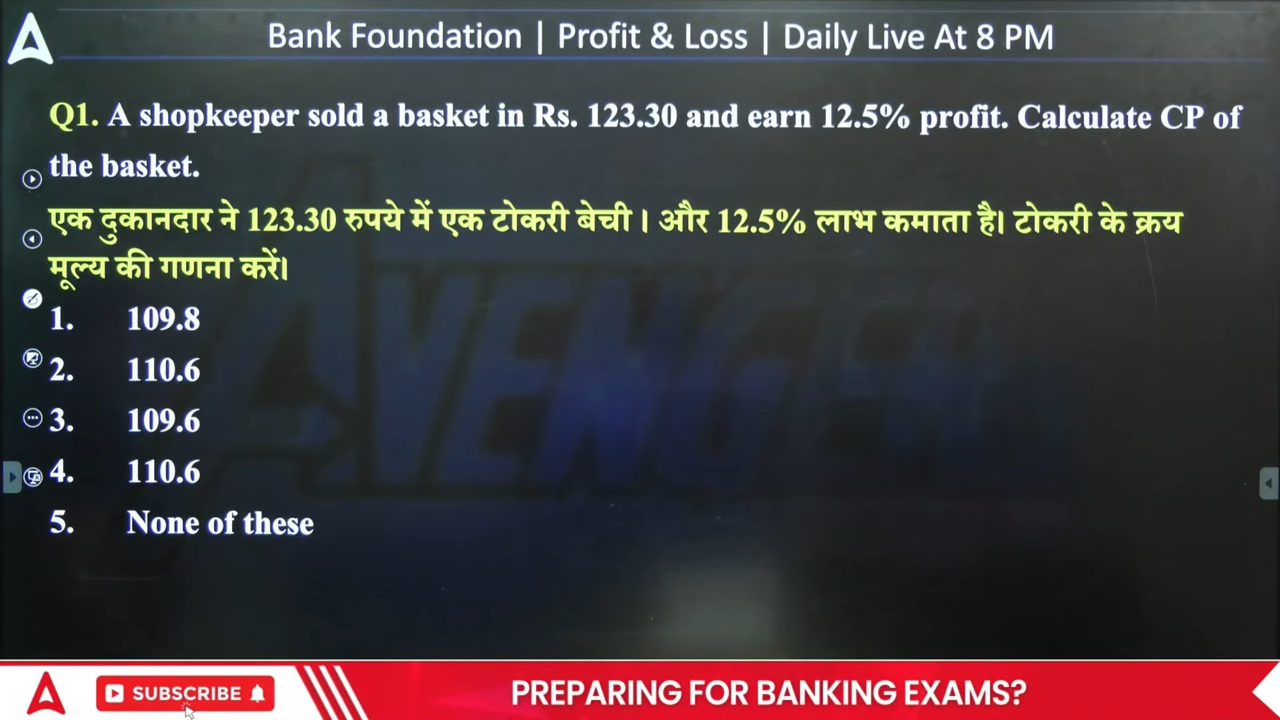 Bank Foundation | Profit & Loss | Daily Live At 8 PM
Q1. A shopkeeper sold a basket in Rs. 123.30 and earn 12.5% profit. Calculate CP of
the basket.
एक दुकानदार ने 123.30 रुपये में एक टोकरी बेची । और 12.5% लाभ कमाता है। टोकरी के क्रय
मूल्य की गणना करें।
1. 109.8
2. 110.6
3. 109.6
4. 110.6
5. None of these
AVENGER
SUBSCRIBE
PREPARING FOR BANKING EXAMS?